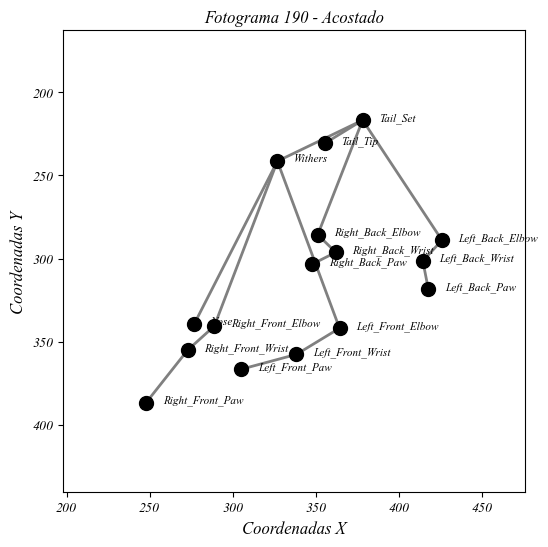 Fotograma 190 - Acostado
Tail_Set
200
Tail_Tip
Withers
250
Right_Back_Elbow
Left_Back_Elbow
Right_Back_Wrist
Left_Back_Wrist
300
Right_Back_Paw
Left_Back_Paw
Nose
Right_Front_Elbow
Left_Front_Elbow
350
Right_Front_Wrist
Left_Front_Wrist
Left_Front_Paw
Right_Front_Paw
400
Coordenadas Y
200 250 300 350 400 450
Coordenadas X